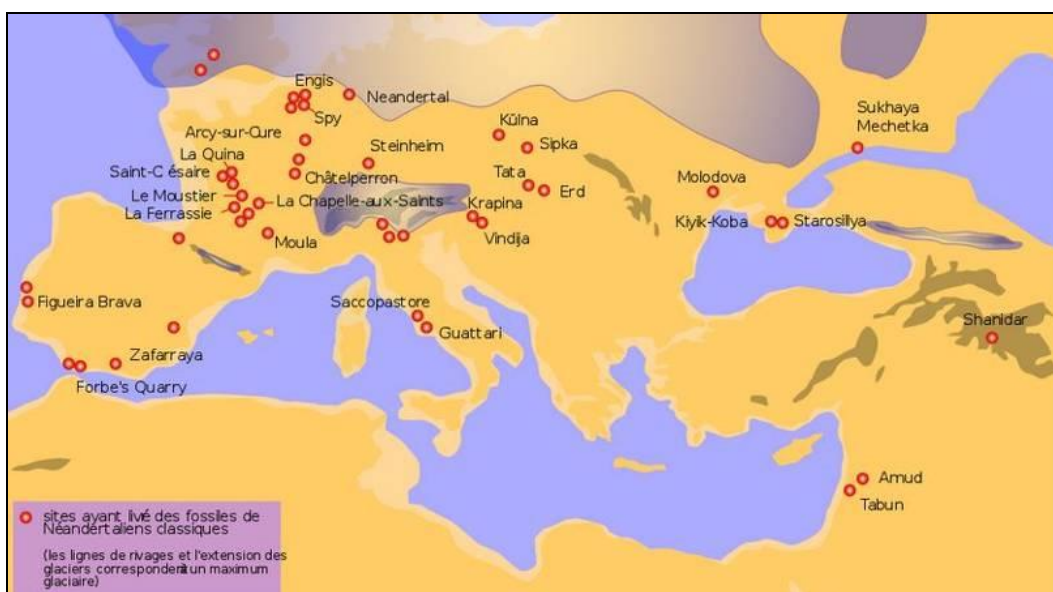 Engis
Neandertal
Spy
Arcy-sur-Cure
La Quina
Saint-C ésaire
Châtelperron
Steinheim
Le Moustier
La Chapelle-aux-Saints
La Ferrassie
Moula
Kůlna
Sipka
Tata
Erd
Krapina
Vindija
Sukhaya
Mechetka
Molodova
Kiyik-Koba
Starosillya
Figueira Brava
Zafarraya
Forbe's Quarry
Saccopastore
Guattari
Shanidar
Amud
Tabun
sites ayant livré des fossiles de
Néandertaliens classiques
(les lignes de rivages et l'extension des
glaciers correspondent à un maximum
glaciaire)